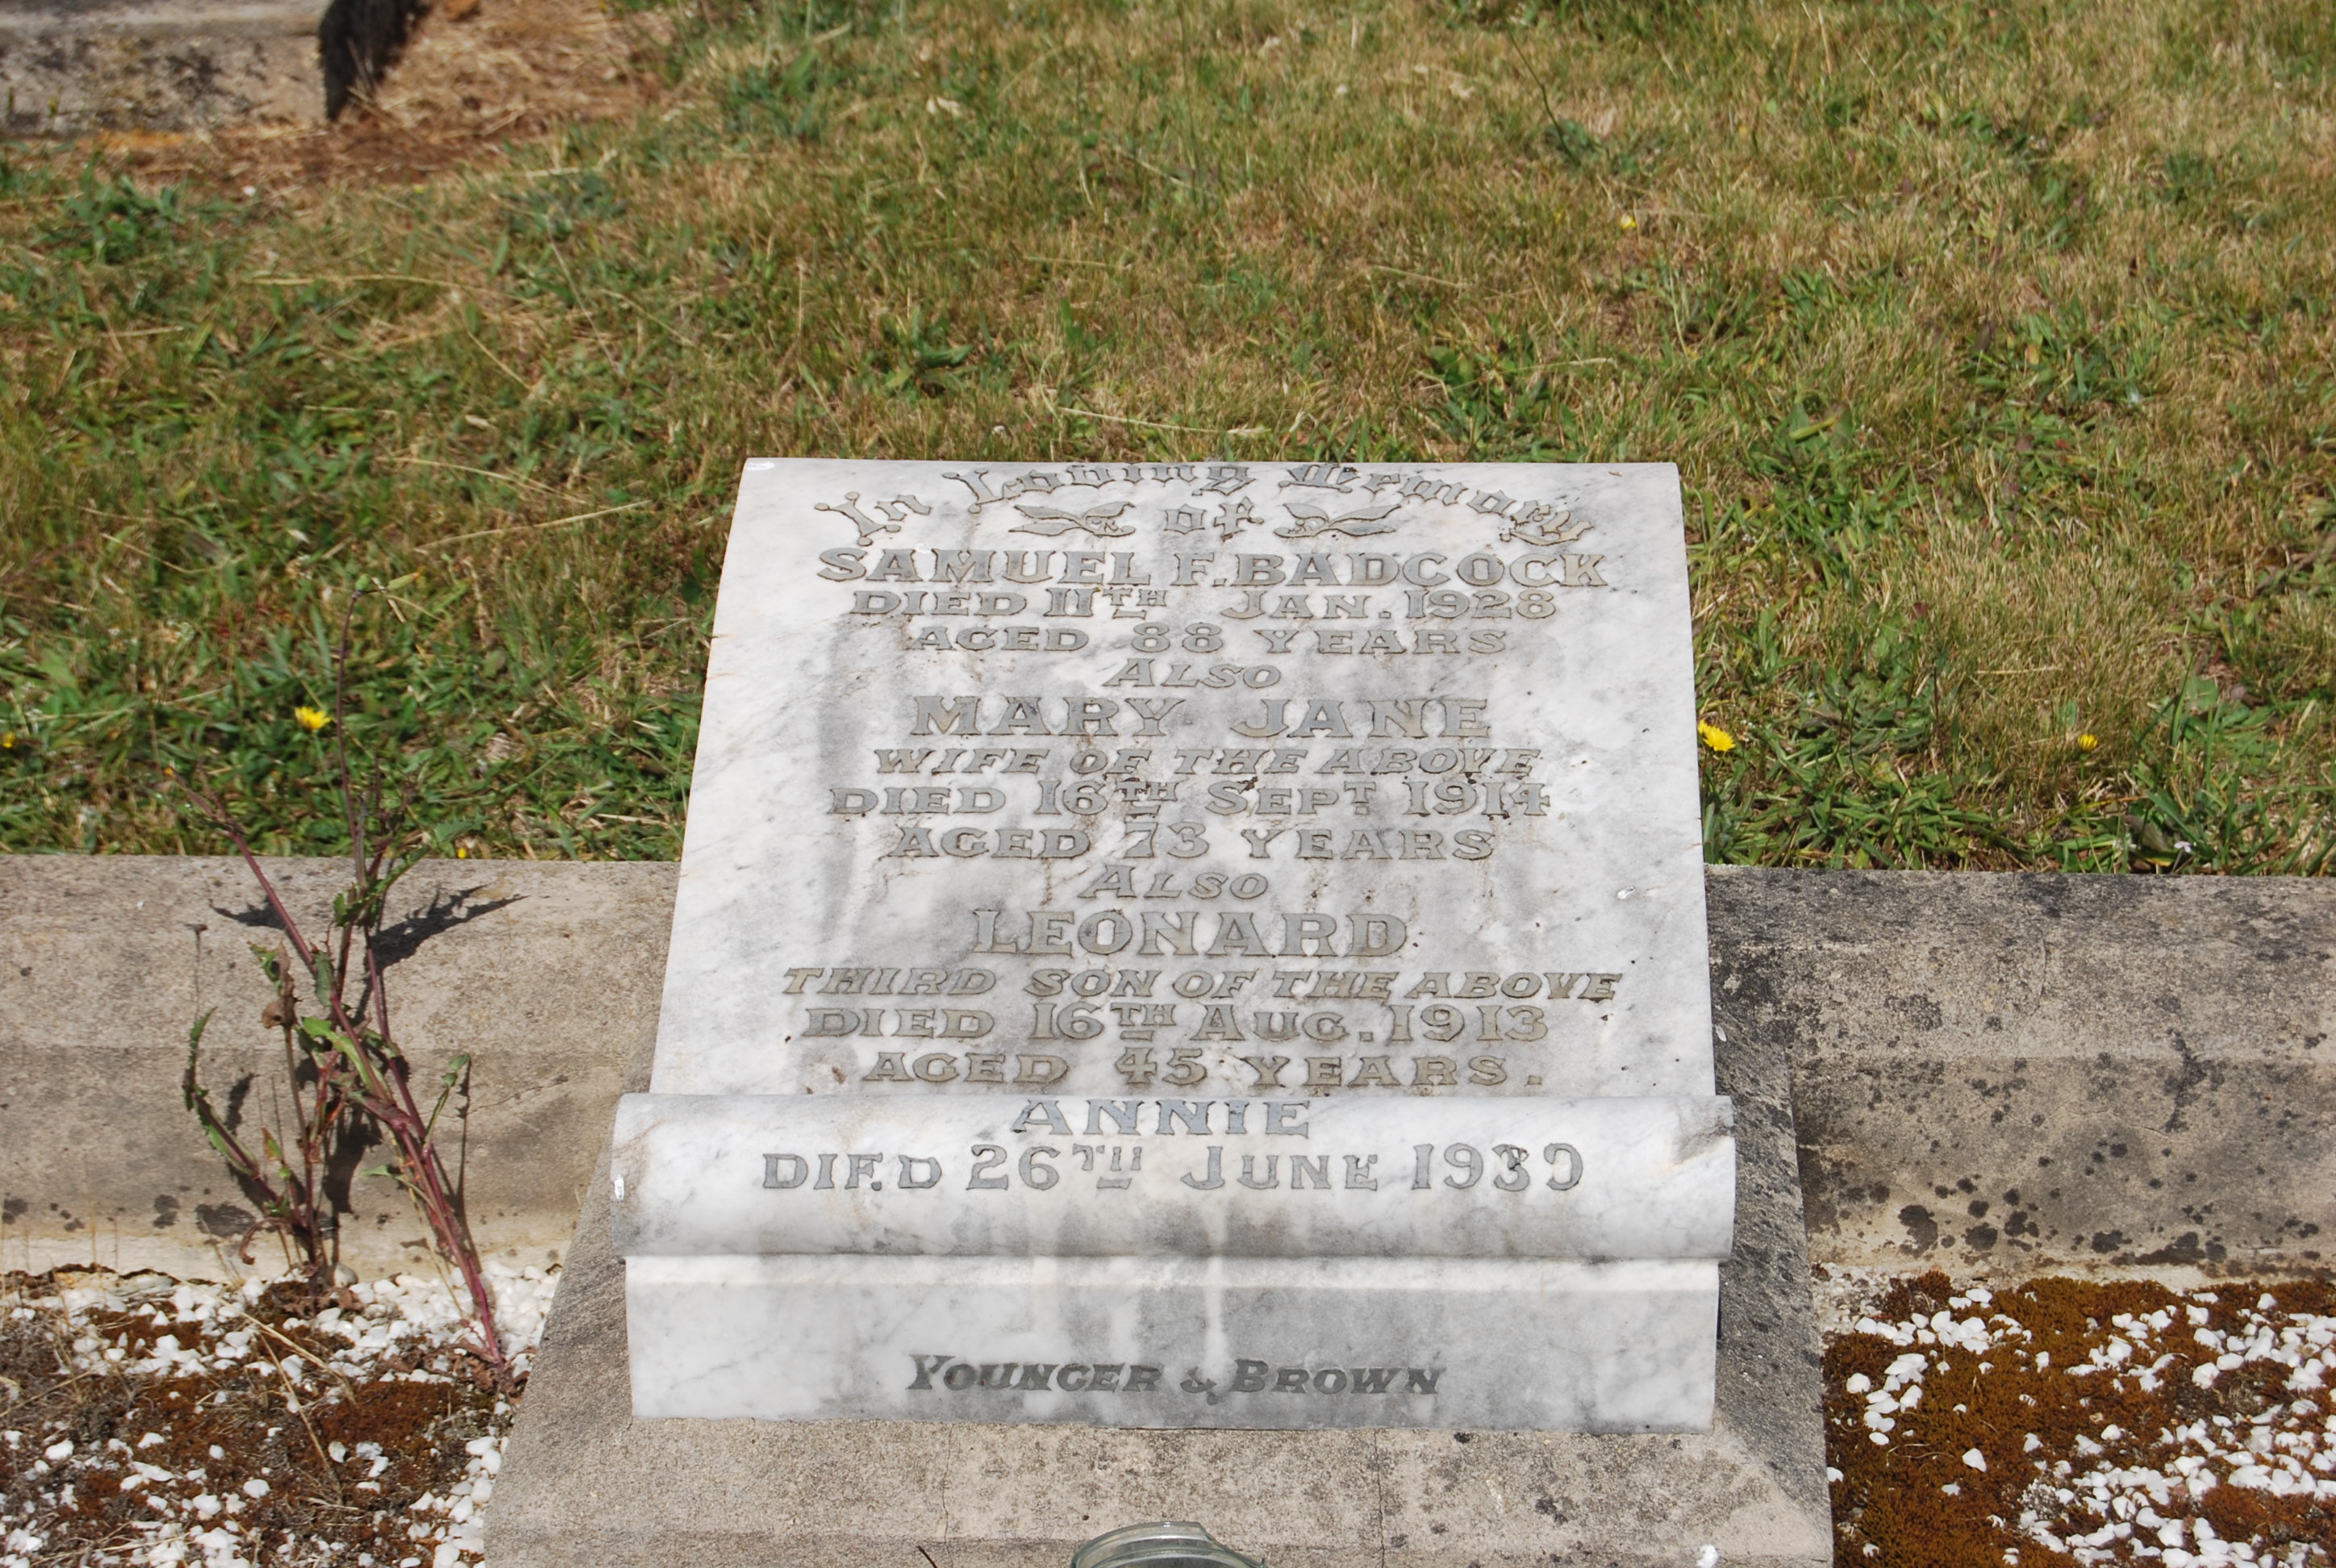 In Loving Memory
of
SAMUEL F. BADCOCK
DIED 11TH JAN. 1928
AGED 88 YEARS
ALSO
MARY JANE
WIFE OF THE ABOVE
DIED 16TH SEPT 1914
AGED 73 YEARS
ALSO
LEONARD
THIRD SON OF THE ABOVE
DIED 16TH AUG. 1913
AGED 45 YEARS.
ANNIE
DIED 26TH JUNE 1939
YOUNGER & BROWN